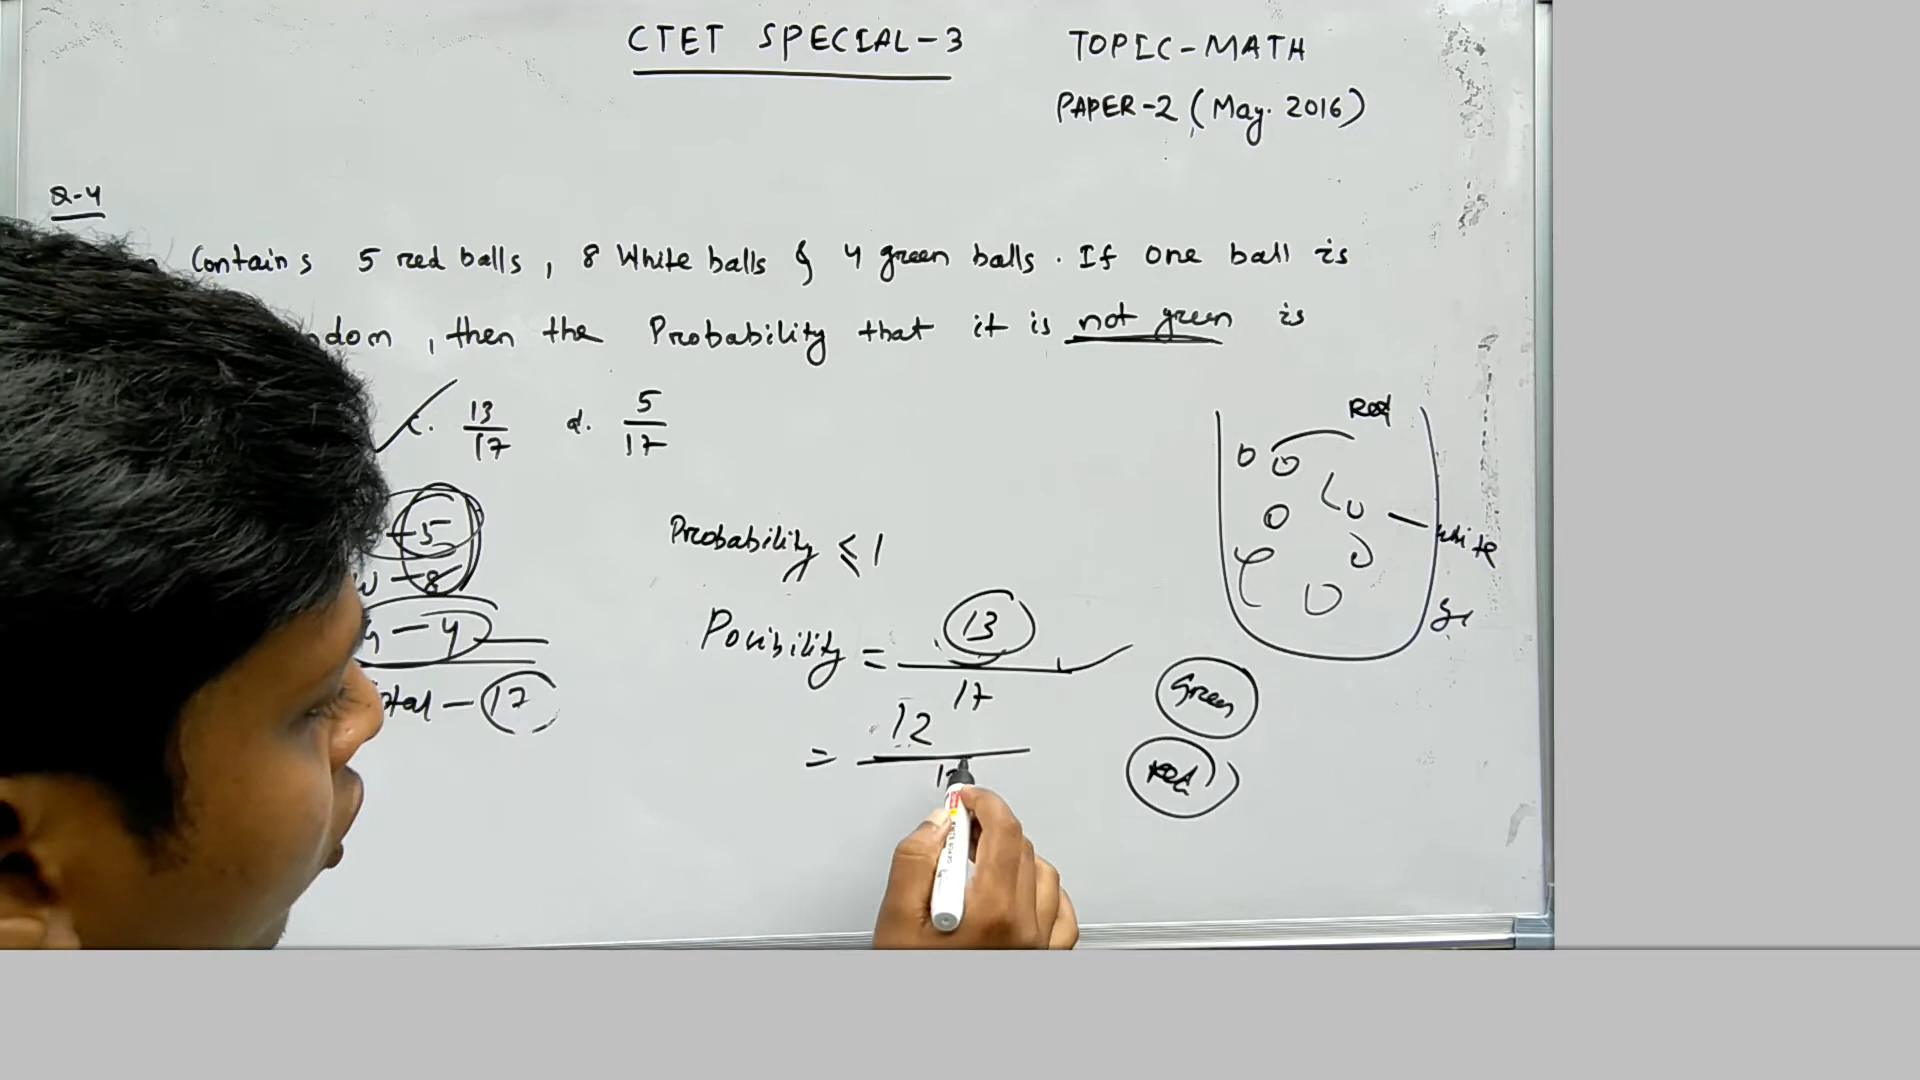 CTET SPECIAL-3
TOPIC-MATH
PAPER-2 (May. 2016)
Q-4
Contains 5 red balls, 8 White balls & 4 green balls. If one ball is
dom, then the Probability that it is not green is
c. 13/17 d. 5/17
-5
W-8
-4
-17
Probability ≤ 1
=
13/17
=
12
Red
white
Green
Red